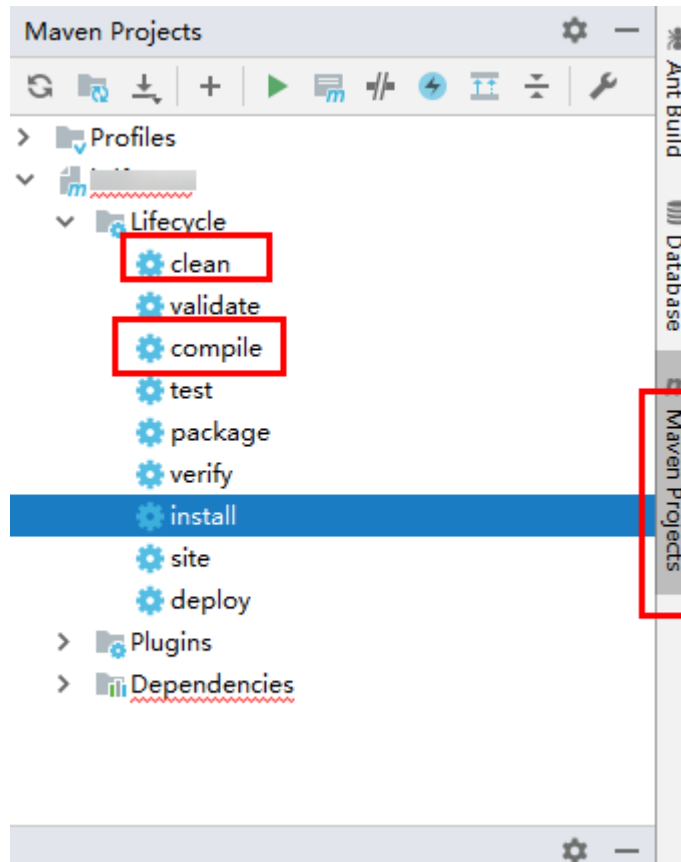 Maven Projects
Profiles
Lifecycle
clean
validate
compile
test
package
verify
install
site
deploy
Plugins
Dependencies
Ant Build
Database
Maven Projects